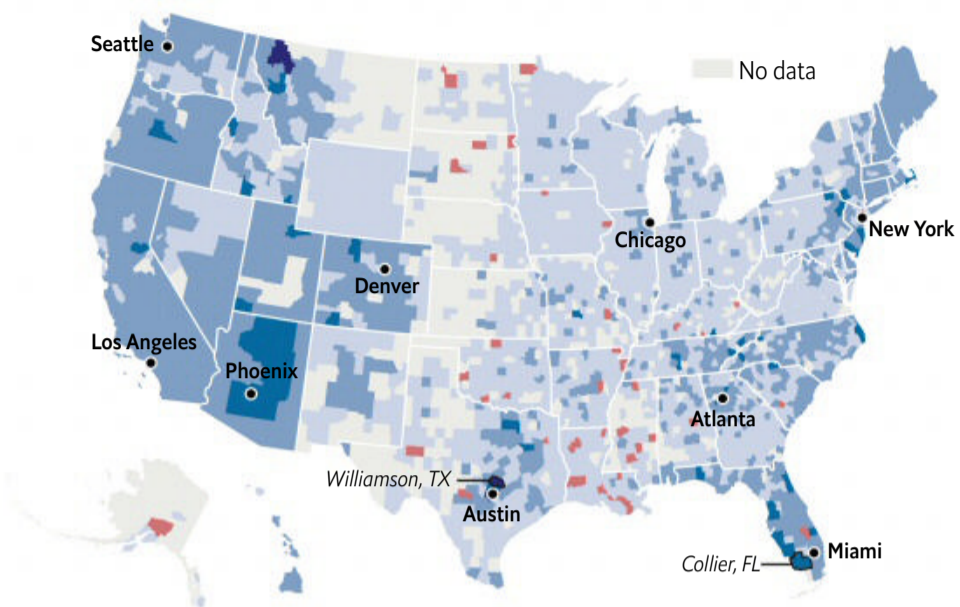 Seattle
No data
New York
Chicago
Denver
Los Angeles
Phoenix
Atlanta
Williamson, TX
Austin
Miami
Collier, FL